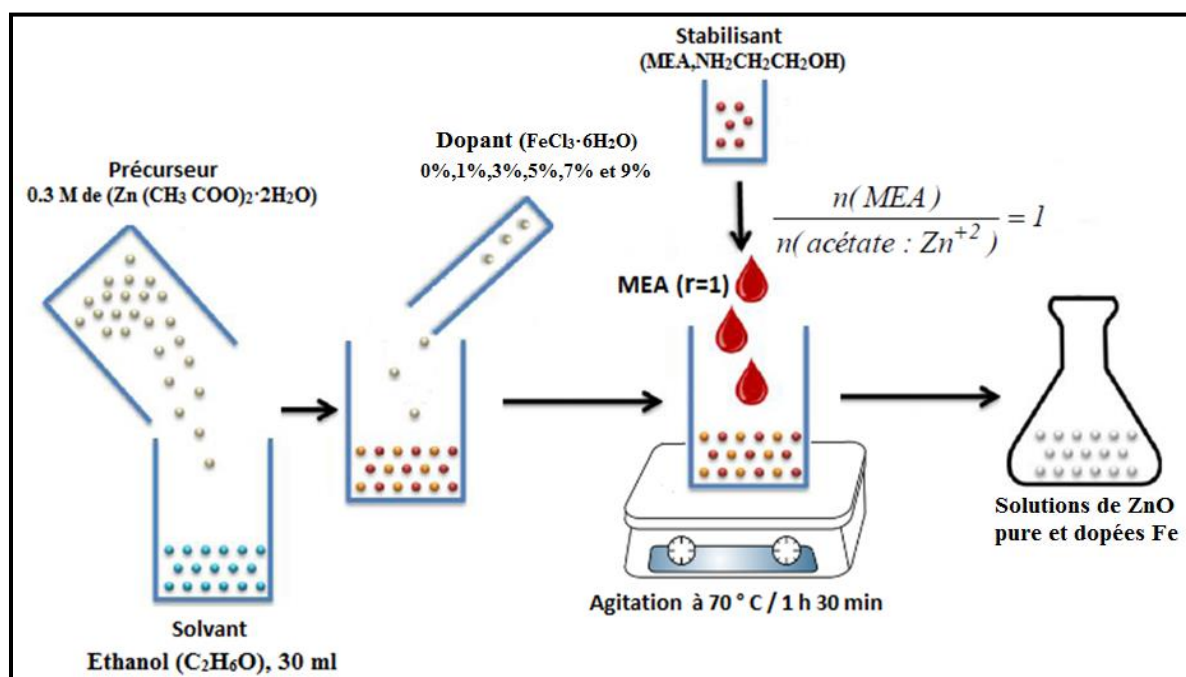 Stabilisant
(MEA,NH₂CH₂CH₂OH)
Dopant (FeCl₃·6H₂O)
0%,1%,3%,5%,7% et 9%
Précurseur
0.3 M de (Zn (CH₃ COO)₂·2H₂O)
n( MEA )
n( acétate : Zn⁺² )
= 1
MEA (r=1)
Solutions de ZnO
pure et dopées Fe
Agitation à 70 ° C / 1 h 30 min
Solvant
Ethanol (C₂H₆O), 30 ml